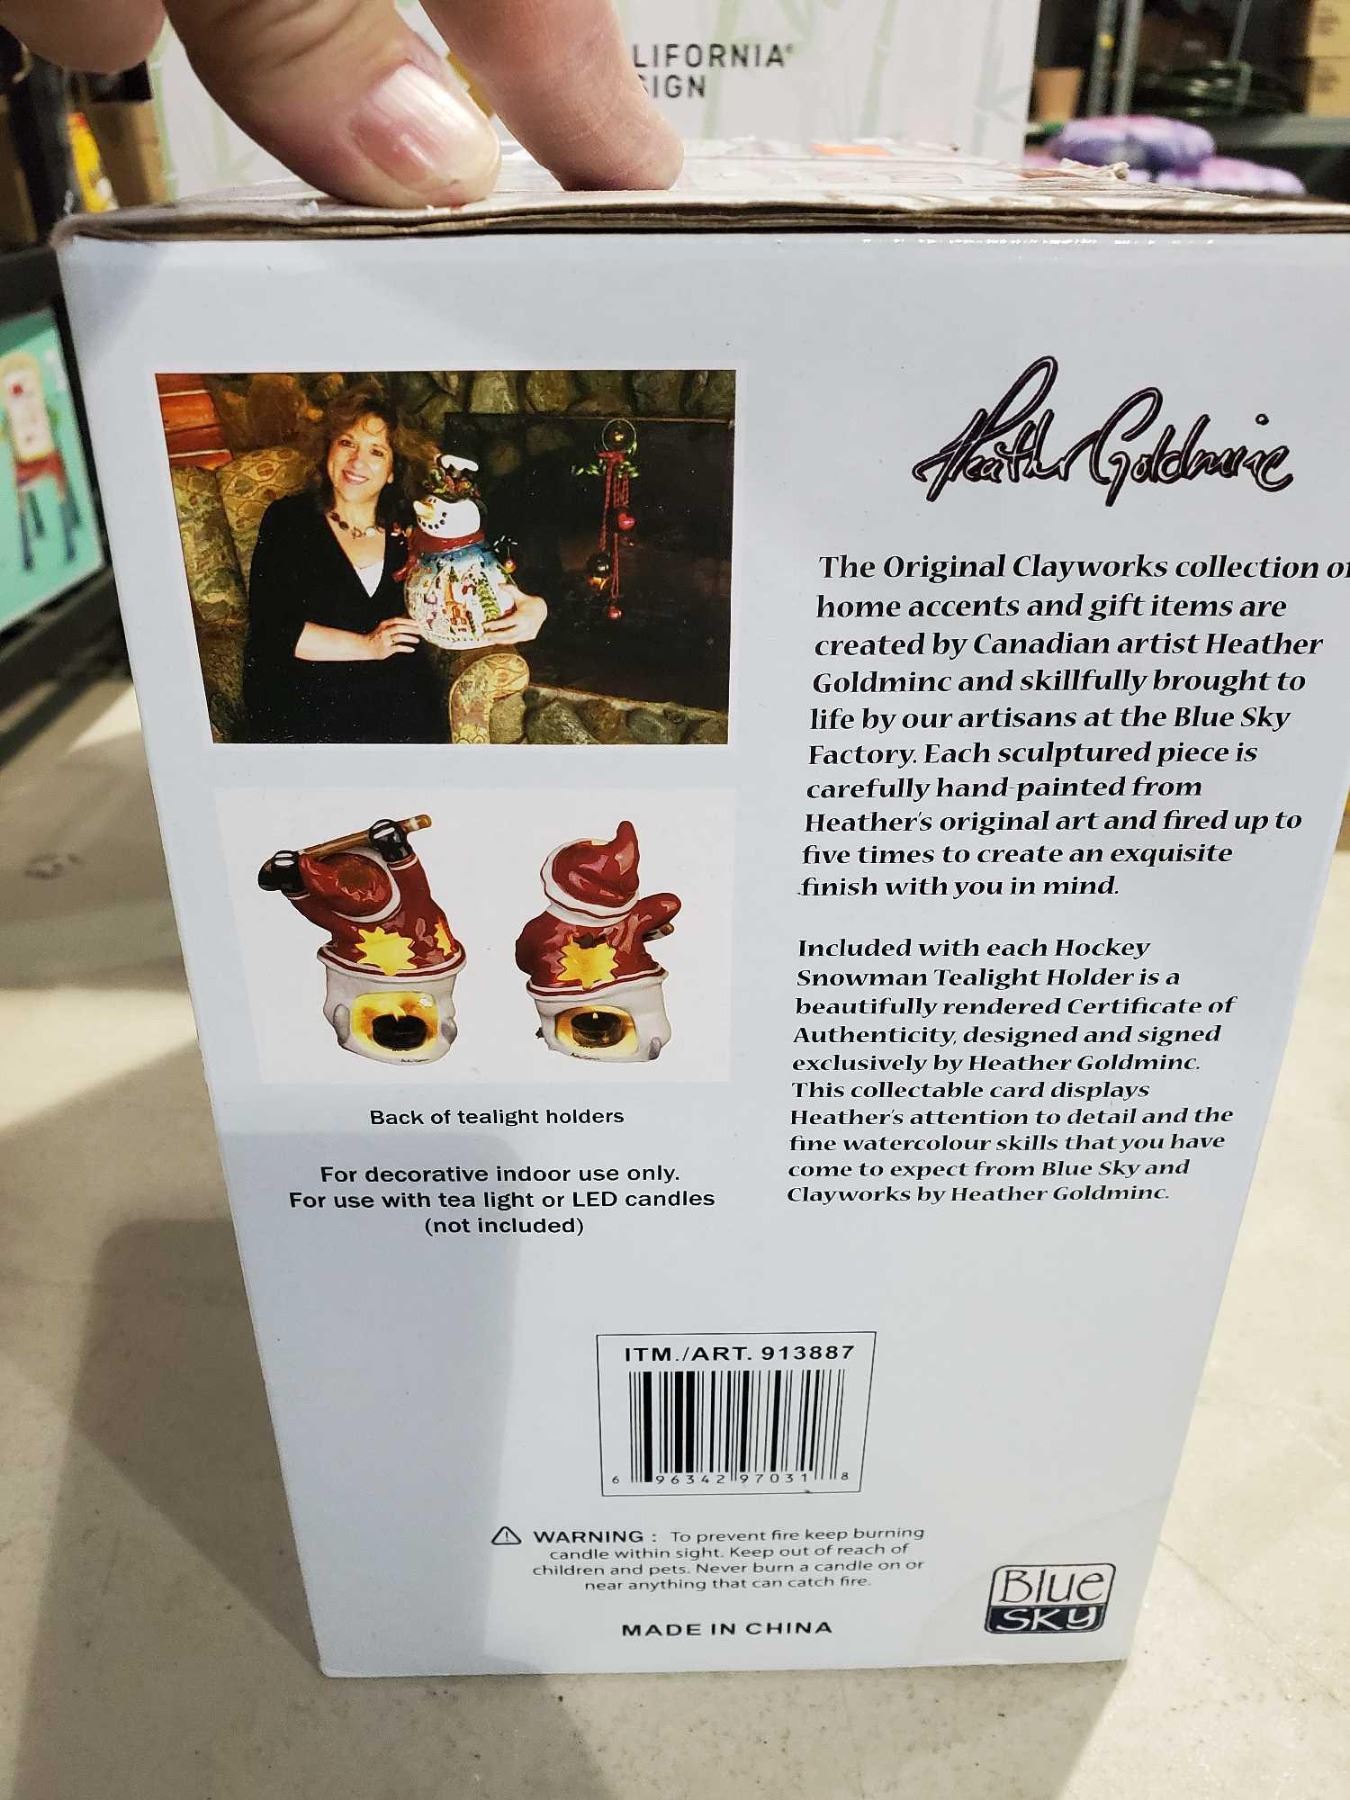 LIFORNIA®
SIGN
Heather Goldminc
The Original Clayworks collection of
home accents and gift items are
created by Canadian artist Heather
Goldminc and skillfully brought to
life by our artisans at the Blue Sky
Factory. Each sculptured piece is
carefully hand-painted from
Heather's original art and fired up to
five times to create an exquisite
finish with you in mind.
Included with each Hockey
Snowman Tealight Holder is a
beautifully rendered Certificate of
Authenticity, designed and signed
exclusively by Heather Goldminc.
This collectable card displays
Heather's attention to detail and the
fine watercolour skills that you have
come to expect from Blue Sky and
Clayworks by Heather Goldminc.
Back of tealight holders
For decorative indoor use only.
For use with tea light or LED candles
(not included)
ITM./ART. 913887
6 96342 97031 8
WARNING : To prevent fire keep burning
candle within sight. Keep out of reach of
children and pets. Never burn a candle on or
near anything that can catch fire.
MADE IN CHINA
Blue
SKY